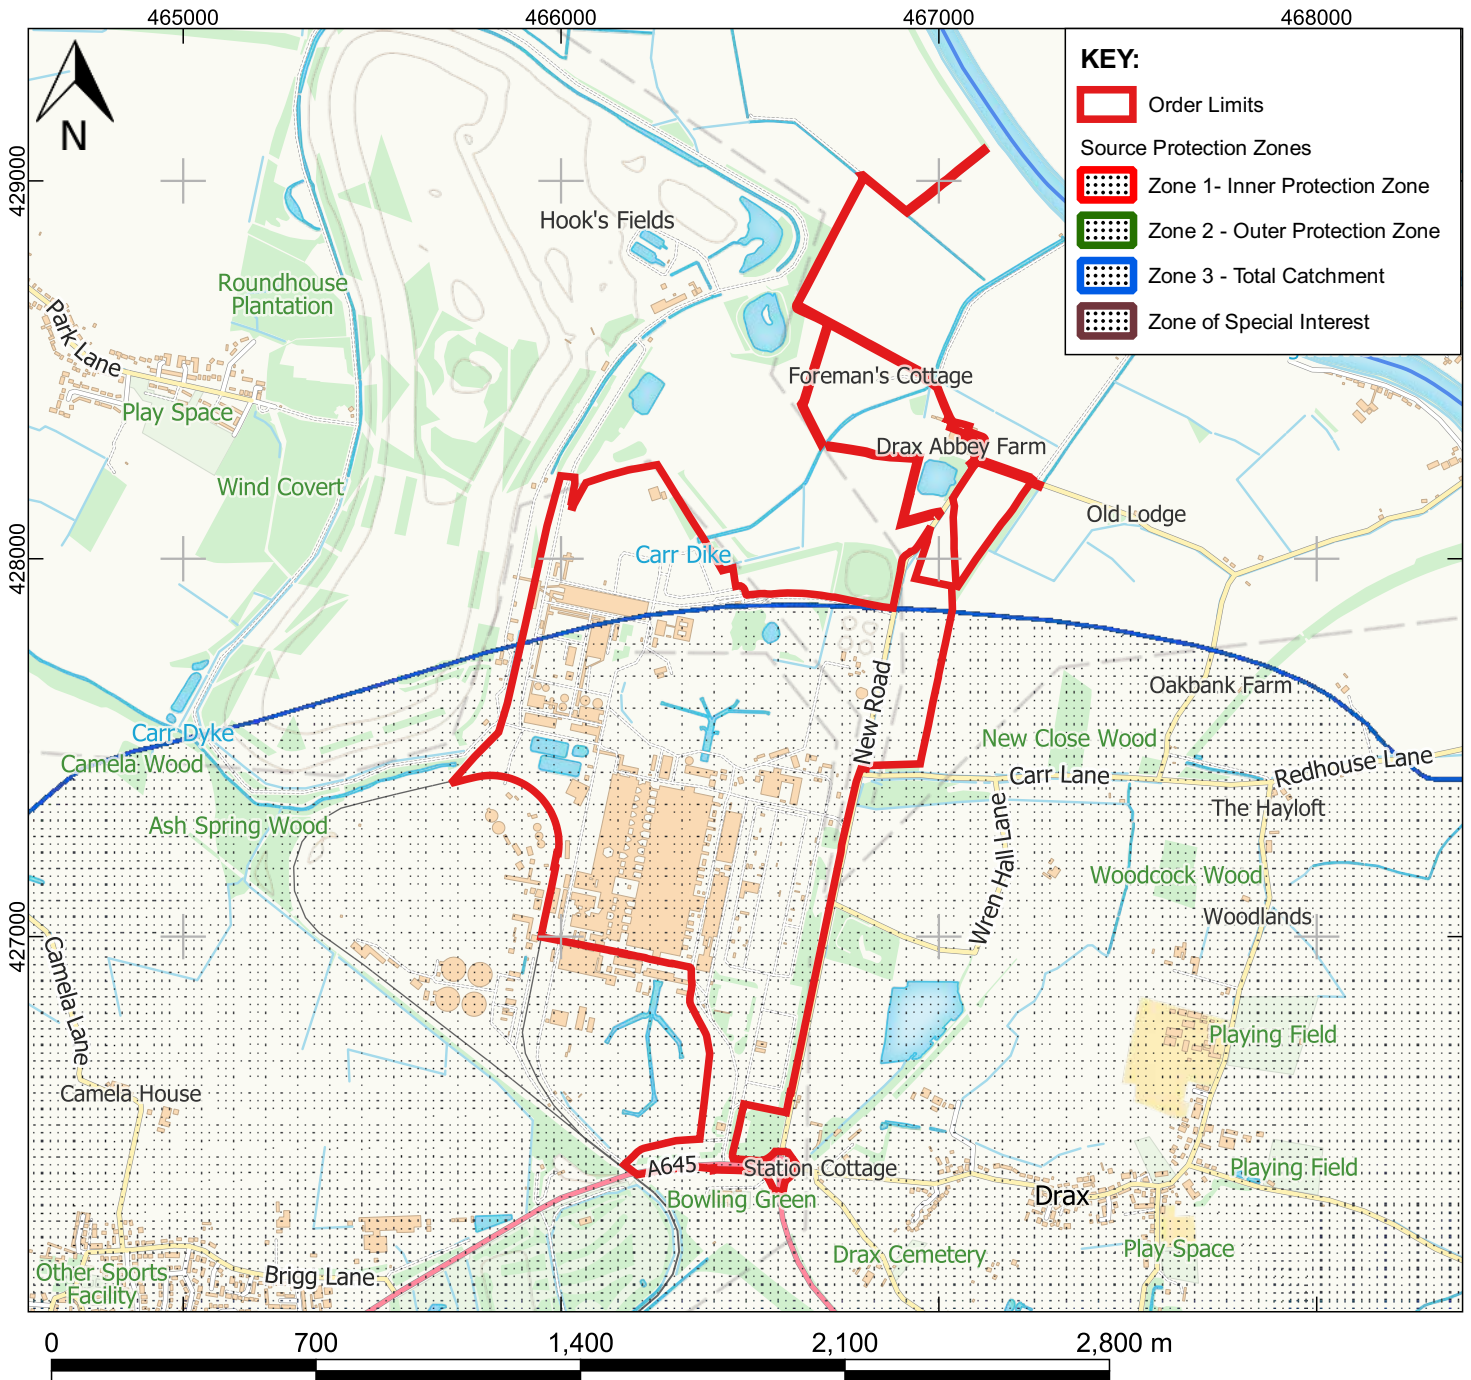 465000
466000
467000
468000
429000
428000
427000
N
KEY:
Order Limits
Source Protection Zones
Zone 1- Inner Protection Zone
Zone 2 - Outer Protection Zone
Zone 3 - Total Catchment
Zone of Special Interest
Hook's Fields
Roundhouse
Plantation
Park Lane
Play Space
Foreman's Cottage
Drax Abbey Farm
Wind Covert
Old Lodge
Carr Dike
Oakbank Farm
New Road
Carr Dyke
Camela Wood
New Close Wood
Carr Lane
Redhouse Lane
The Hayloft
Ash Spring Wood
Wren Hall Lane
Woodcock Wood
Woodlands
Camela Lane
Playing Field
Camela House
A645
Station Cottage
Playing Field
Bowling Green
Drax
Drax Cemetery
Play Space
Other Sports
Facility
Brigg Lane
0
700
1,400
2,100
2,800 m